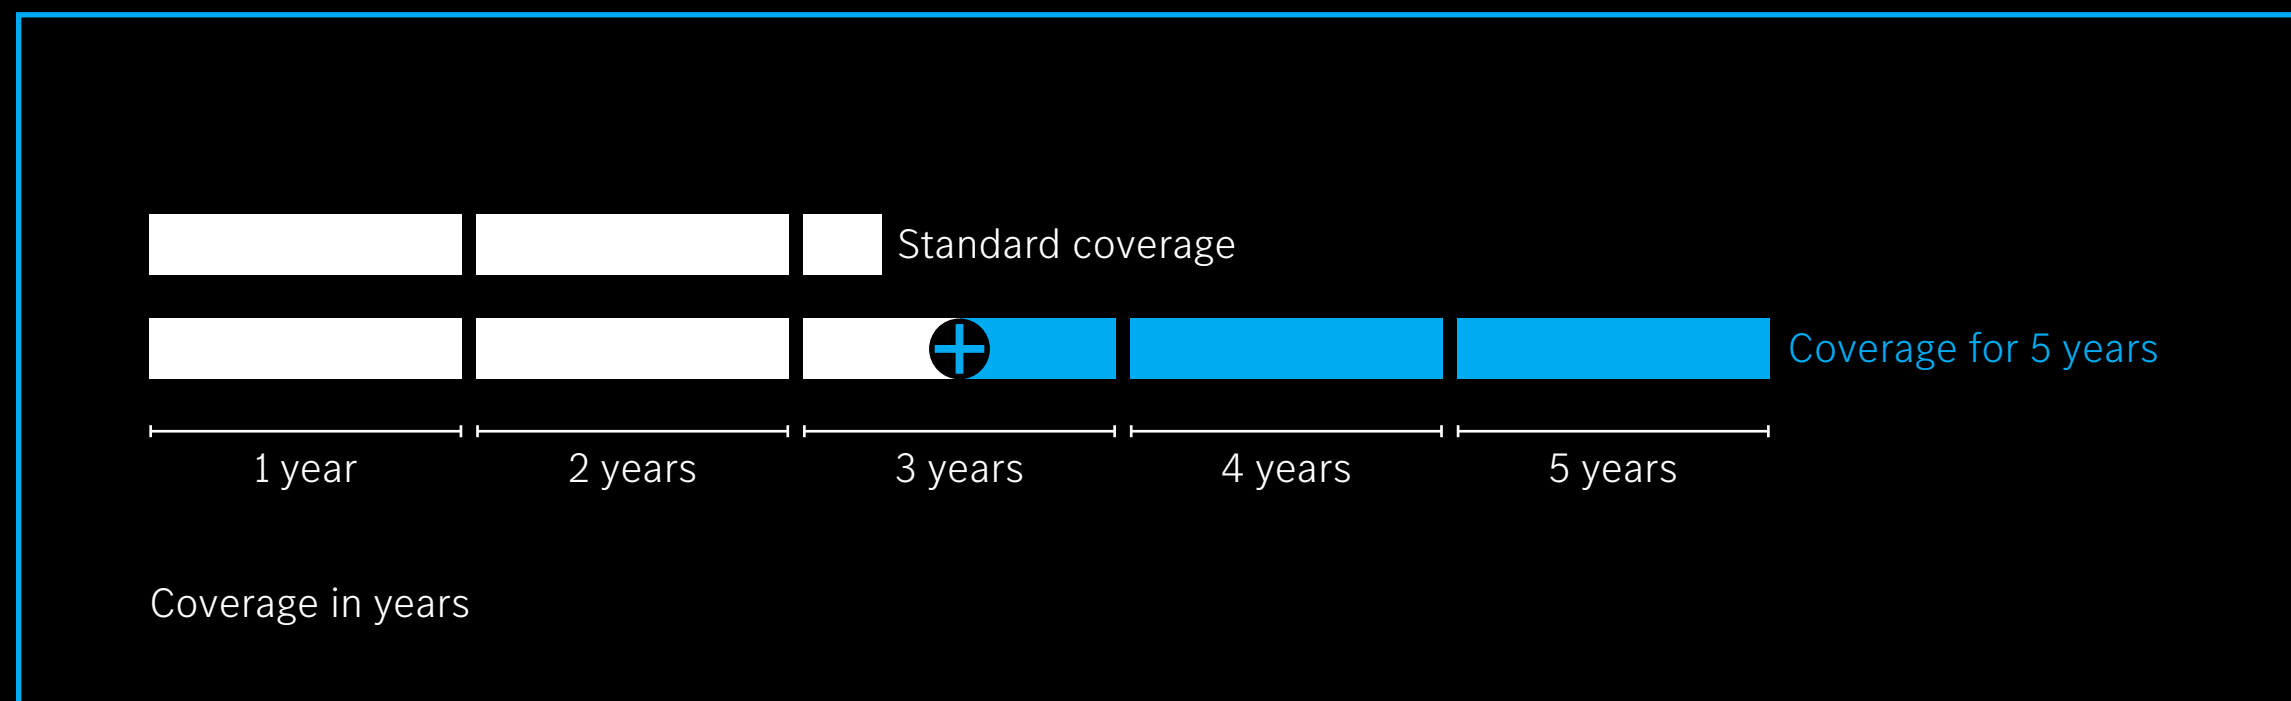 Standard coverage
Coverage for 5 years
1 year
2 years
3 years
4 years
5 years
Coverage in years